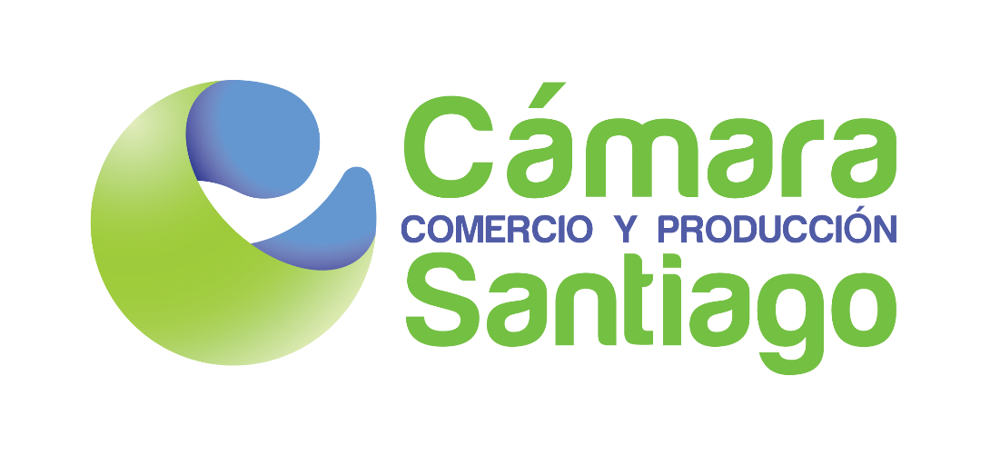 Cámara
COMERCIO Y PRODUCCIÓN
Santiago